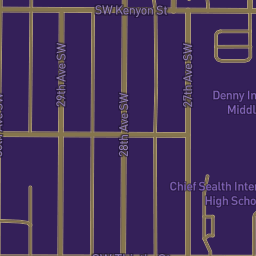 SW Kenyon St
29th Ave SW
28th Ave SW
27th Ave SW
Denny In
Middl
Chief Sealth Inter
High Scho